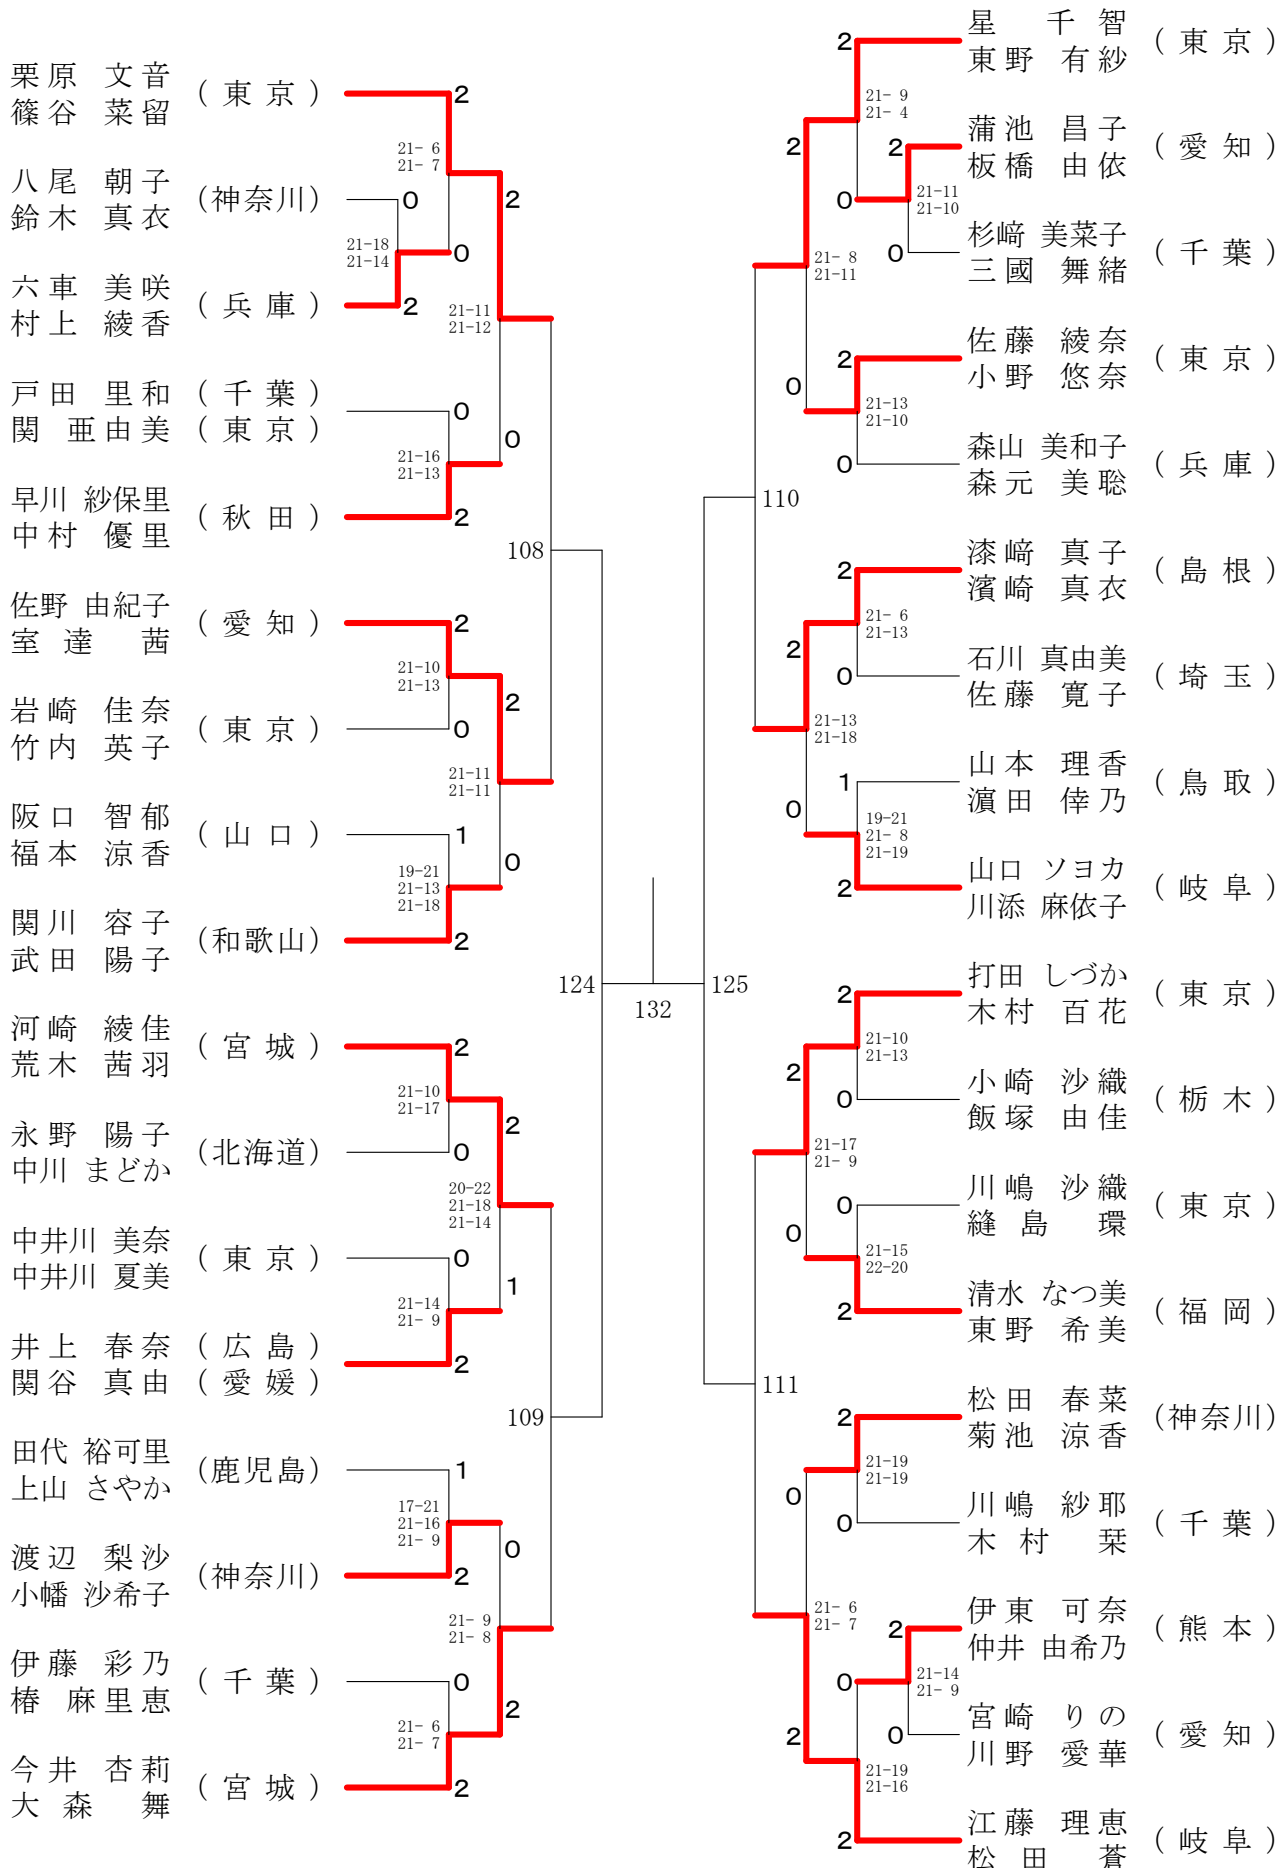 栗原 文音
篠谷 菜留
(東京)
2
21- 6
21- 7
八尾 朝子
鈴木 真衣
(神奈川)
0
2
21-18
21-14
0
六車 美咲
村上 綾香
(兵庫)
2
21-11
21-12
戸田 里和 (千葉)
関 亜由美 (東京)
0
0
21-16
21-13
早川 紗保里
中村 優里
(秋田)
2
108
佐野 由紀子
室達 茜
(愛知)
2
21-10
21-13
2
岩崎 佳奈
竹内 英子
(東京)
0
21-11
21-11
阪口 智郁
福本 涼香
(山口)
1
0
19-21
21-13
21-18
関川 容子
武田 陽子
(和歌山)
2
124
河崎 綾佳
荒木 茜羽
(宮城)
2
21-10
21-17
2
永野 陽子
中川 まどか
(北海道)
0
20-22
21-18
21-14
中井川 美奈
中井川 夏美
(東京)
0
1
21-14
21- 9
井上 春奈 (広島)
関谷 真由 (愛媛)
2
109
田代 裕可里
上山 さやか
(鹿児島)
1
17-21
21-16
21- 9
0
渡辺 梨沙
小幡 沙希子
(神奈川)
2
21- 9
21- 8
伊藤 彩乃
椿 麻里恵
(千葉)
0
2
21- 6
21- 7
今井 杏莉
大森 舞
(宮城)
2
132
2
星 千智
東野 有紗
(東京)
21- 9
21- 4
2
2
蒲池 昌子
板橋 由依
(愛知)
0
21-11
21-10
0
杉﨑 美菜子
三國 舞緒
(千葉)
21- 8
21-11
2
佐藤 綾奈
小野 悠奈
(東京)
0
21-13
21-10
0
森山 美和子
森元 美聡
(兵庫)
110
2
漆﨑 真子
濱崎 真衣
(島根)
21- 6
21-13
2
0
石川 真由美
佐藤 寛子
(埼玉)
21-13
21-18
1
山本 理香
濵田 倖乃
(鳥取)
0
19-21
21- 8
21-19
2
山口 ソヨカ
川添 麻依子
(岐阜)
125
2
打田 しづか
木村 百花
(東京)
21-10
21-13
2
0
小崎 沙織
飯塚 由佳
(栃木)
21-17
21- 9
0
川嶋 沙織
縫島 環
(東京)
0
21-15
22-20
2
清水 なつ美
東野 希美
(福岡)
111
2
松田 春菜
菊池 涼香
(神奈川)
21-19
21-19
0
0
川嶋 紗耶
木村 栞
(千葉)
21- 6
21- 7
2
伊東 可奈
仲井 由希乃
(熊本)
0
21-14
21- 9
2
0
宮崎 りの
川野 愛華
(愛知)
21-19
21-16
2
江藤 理恵
松田 蒼
(岐阜)